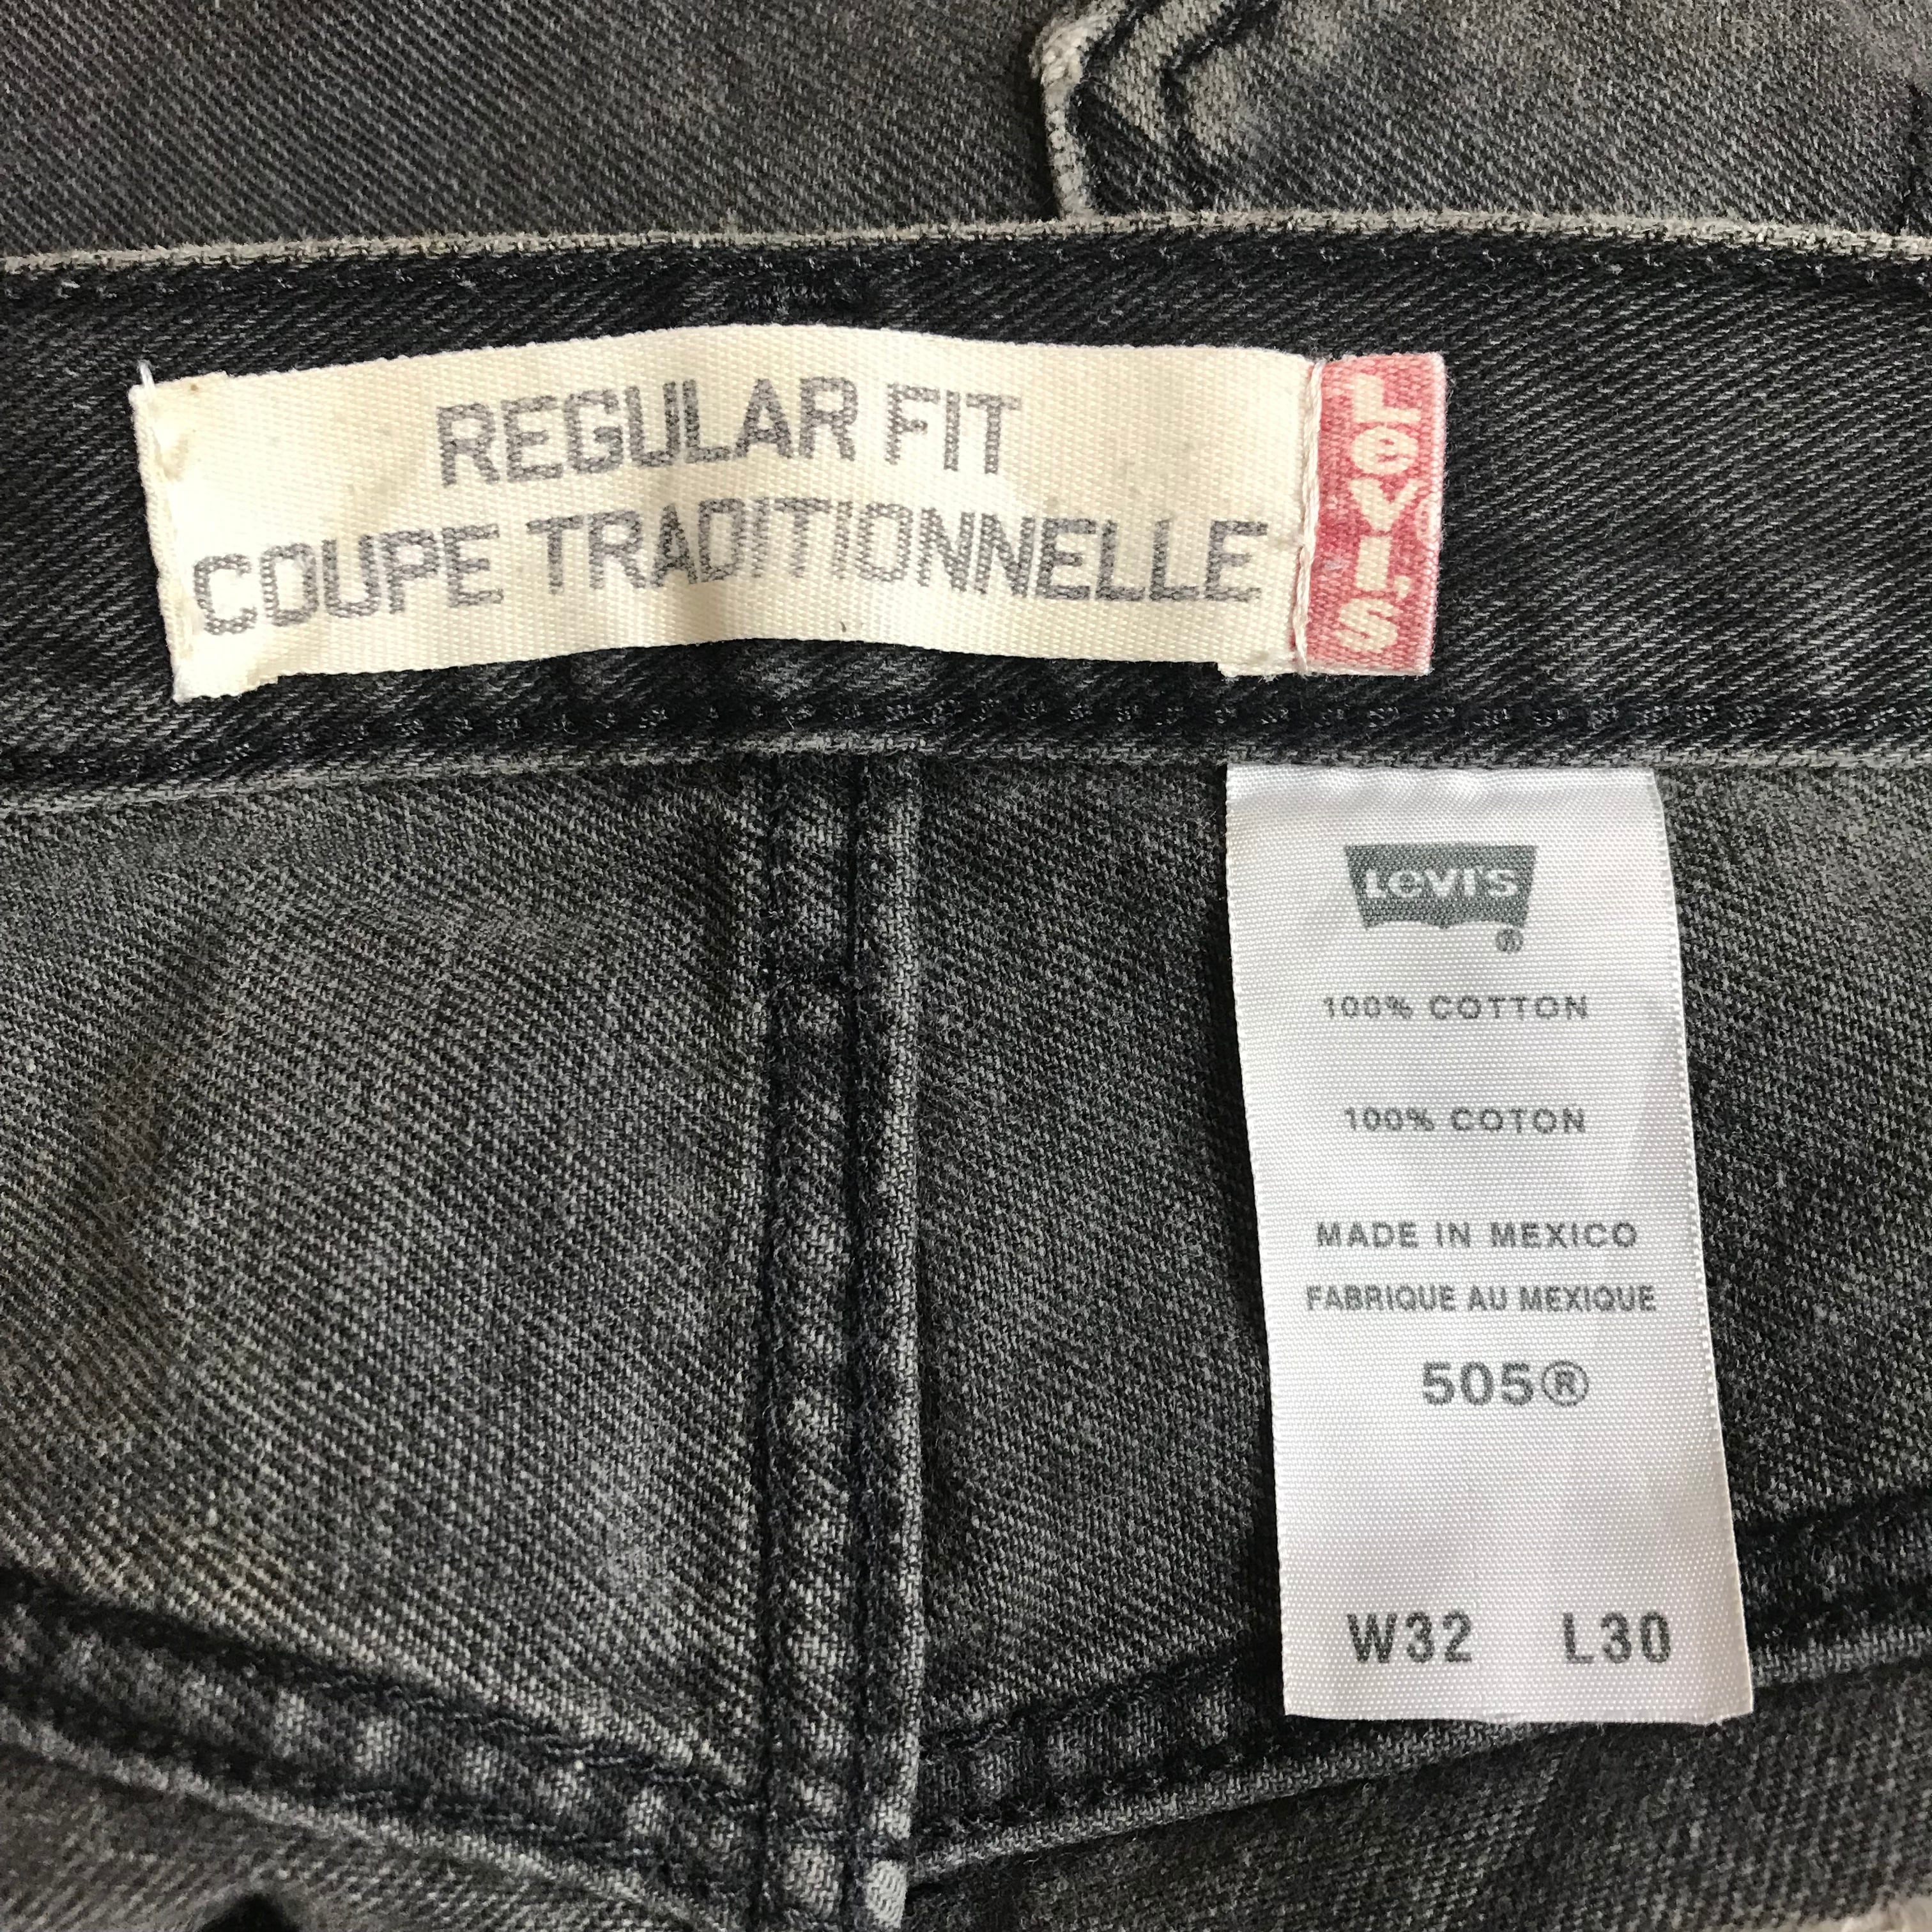 REGULAR FIT
COUPE TRADITIONNELLE
Levi's
Levi's
®
100% COTTON
100% COTON
MADE IN MEXICO
FABRIQUE AU MEXIQUE
505®
W32 L30